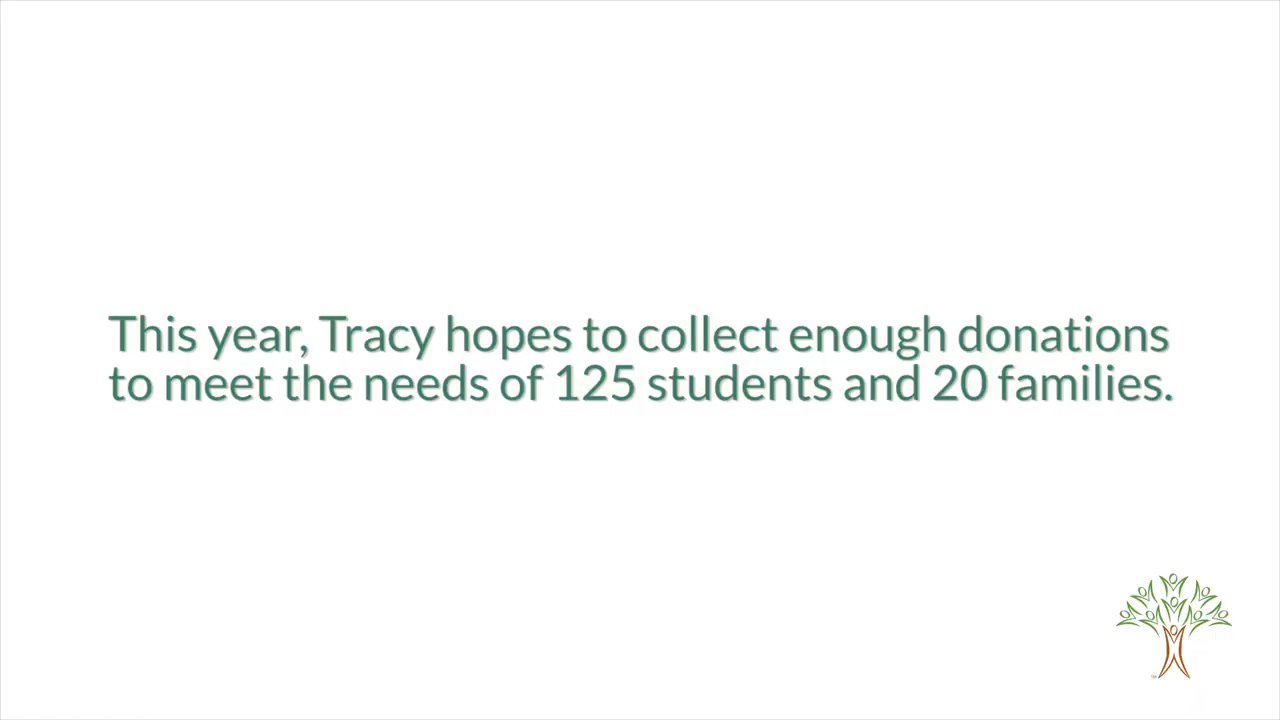 This year, Tracy hopes to collect enough donations
to meet the needs of 125 students and 20 families.